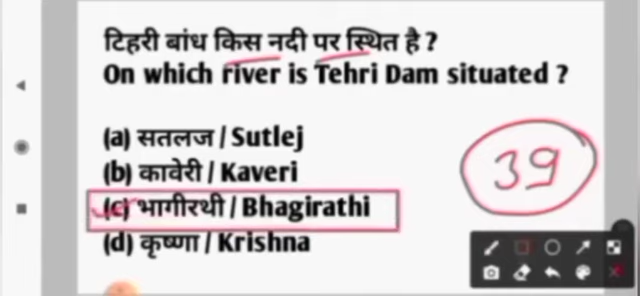 टिहरी बांध किस नदी पर स्थित है ?
On which river is Tehri Dam situated ?
(a) सतलज / Sutlej
(b) कावेरी / Kaveri
(c) भागीरथी / Bhagirathi
(d) कृष्णा / Krishna
39